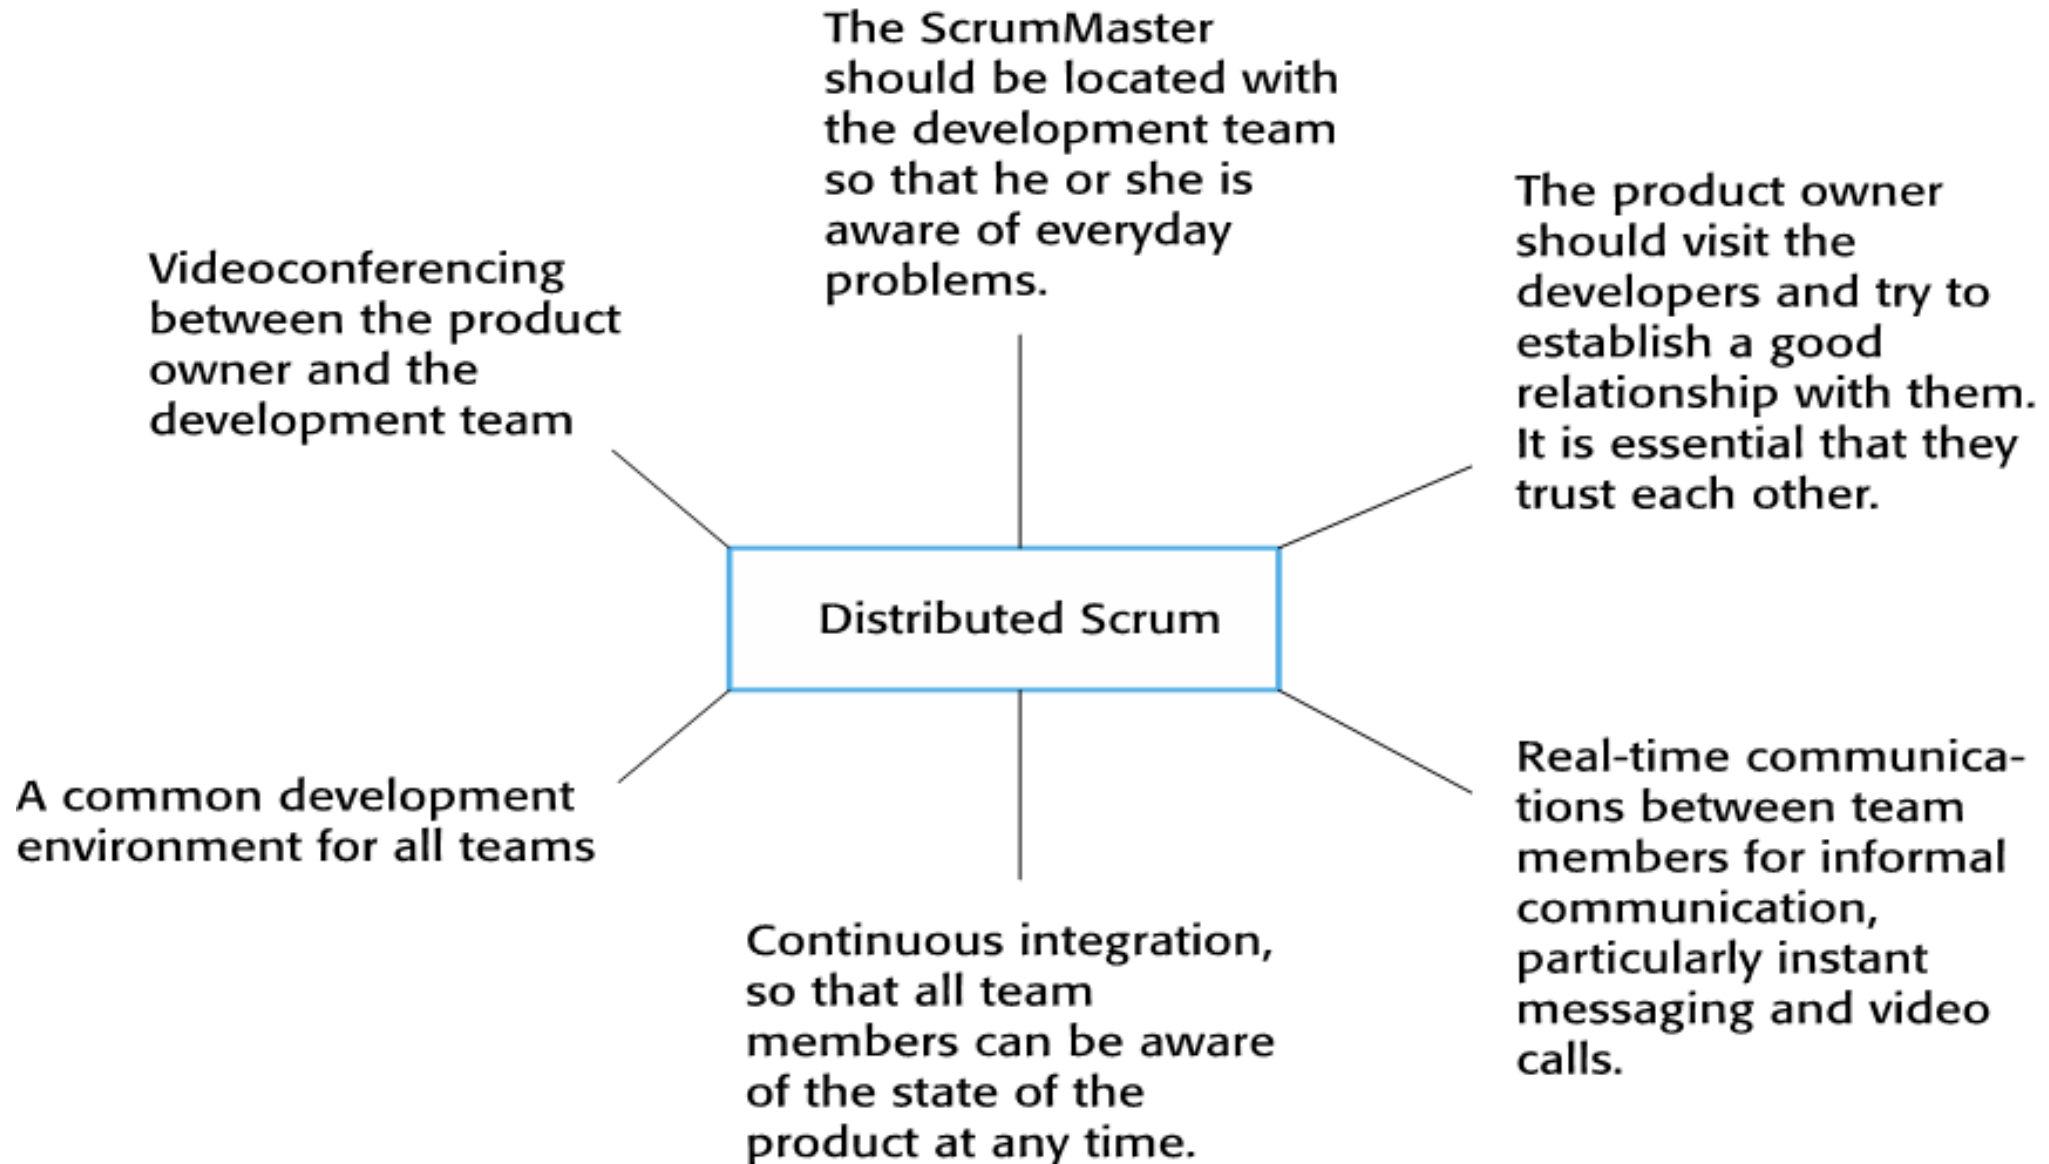 The ScrumMaster
should be located with
the development team
so that he or she is
aware of everyday
problems.
Videoconferencing
between the product
owner and the
development team
The product owner
should visit the
developers and try to
establish a good
relationship with them.
It is essential that they
trust each other.
Distributed Scrum
A common development
environment for all teams
Continuous integration,
so that all team
members can be aware
of the state of the
product at any time.
Real-time communica-
tions between team
members for informal
communication,
particularly instant
messaging and video
calls.